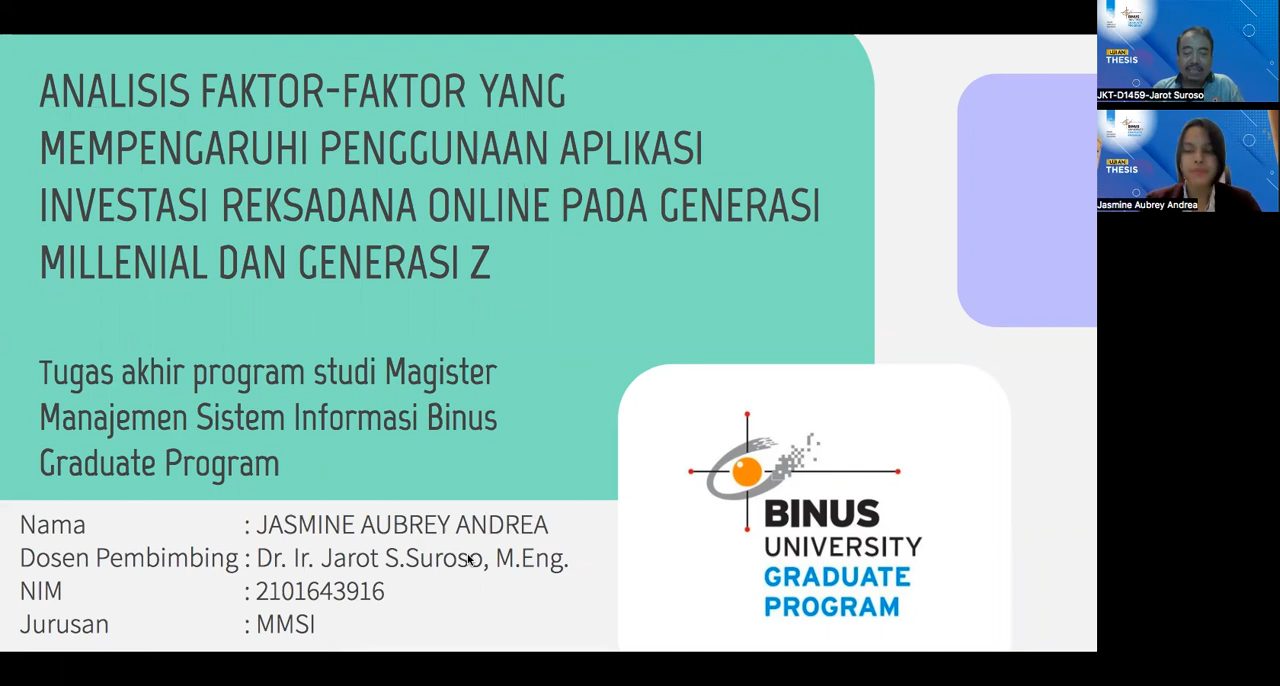 ANALISIS FAKTOR-FAKTOR YANG
MEMPENGARUHI PENGGUNAAN APLIKASI
INVESTASI REKSADANA ONLINE PADA GENERASI
MILLENIAL DAN GENERASI Z
Tugas akhir program studi Magister
Manajemen Sistem Informasi Binus
Graduate Program
Nama : JASMINE AUBREY ANDREA
Dosen Pembimbing : Dr. Ir. Jarot S.Suroso, M.Eng.
NIM : 2101643916
Jurusan : MMSI
BINUS
UNIVERSITY
GRADUATE
PROGRAM
UJIAN
THESIS
JKT-D1459-Jarot Suroso
UJIAN
THESIS
Jasmine Aubrey Andrea